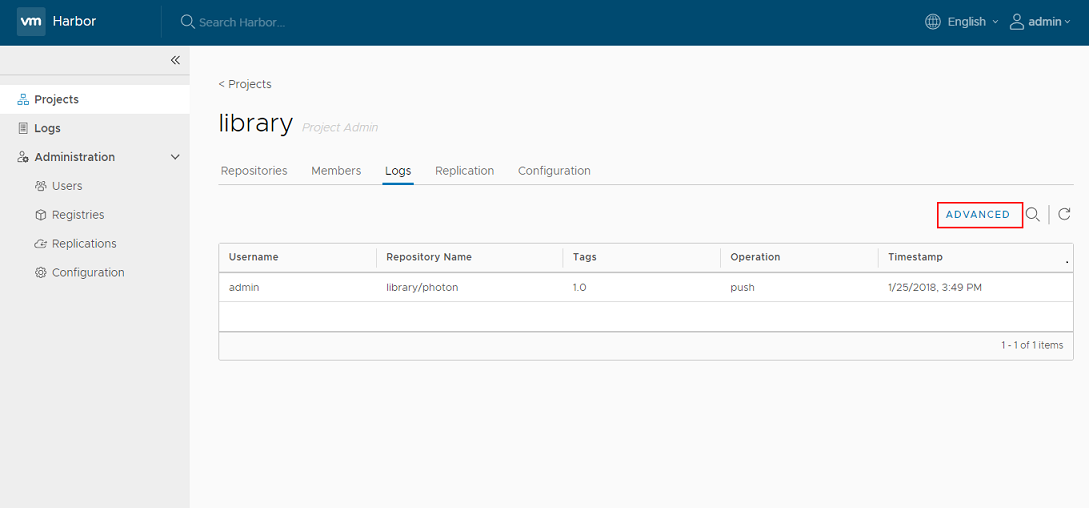 vm Harbor Search Harbor... English admin
Projects
Logs
Administration
Users
Registries
Replications
Configuration
< Projects
library Project Admin
Repositories Members Logs Replication Configuration
ADVANCED
Username Repository Name Tags Operation Timestamp
admin library/photon 1.0 push 1/25/2018, 3:49 PM
1 - 1 of 1 items